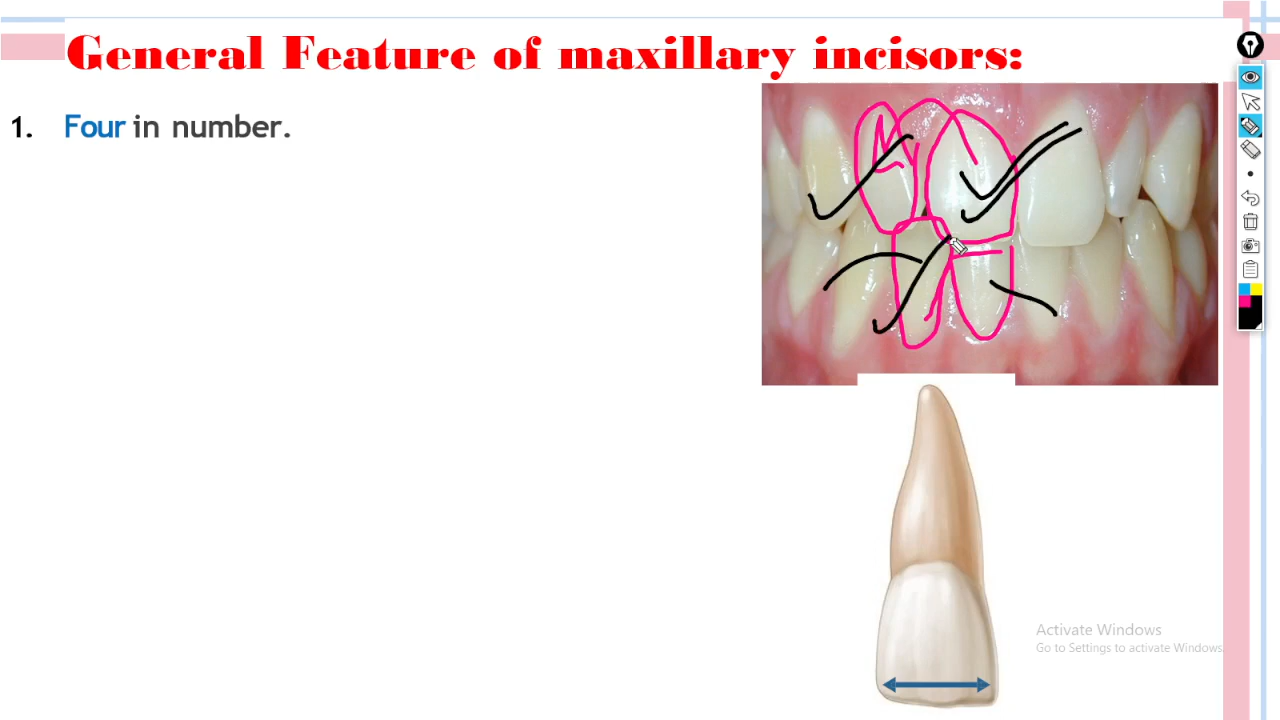 General Feature of maxillary incisors:
1. Four in number.
Activate Windows
Go to Settings to activate Windows.